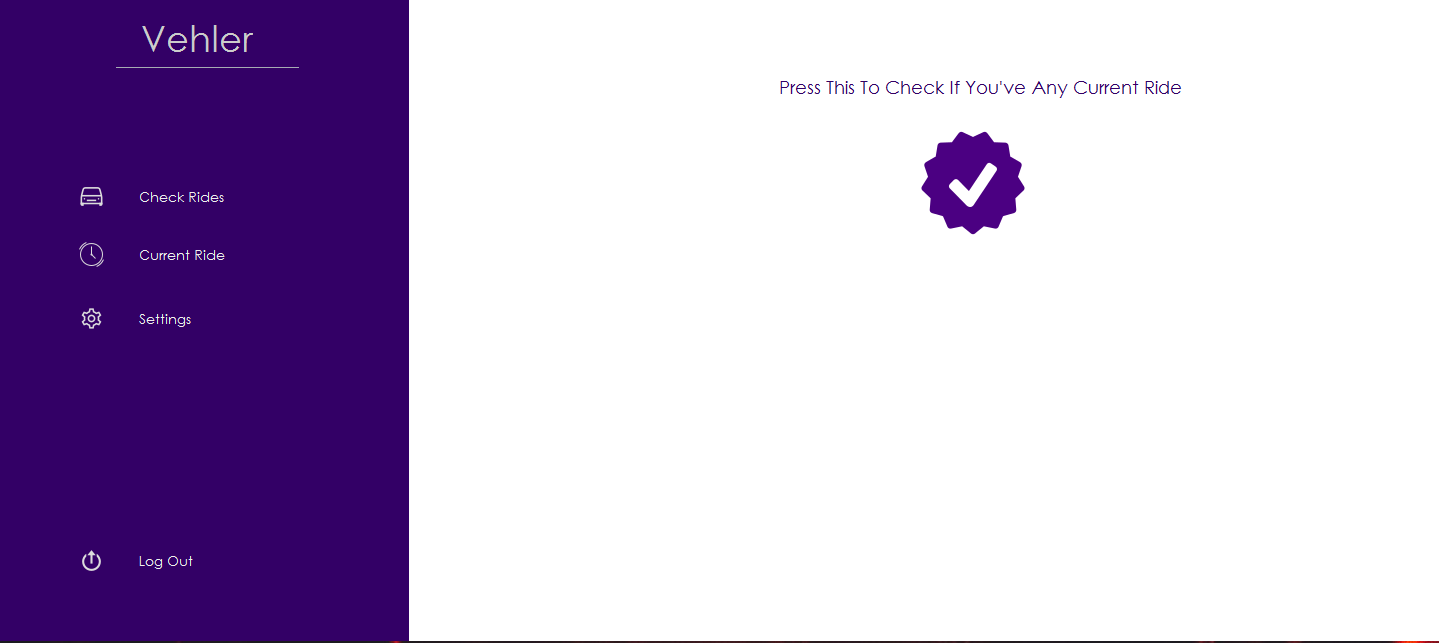 Vehler
Press This To Check If You've Any Current Ride
Check Rides
Current Ride
Settings
Log Out